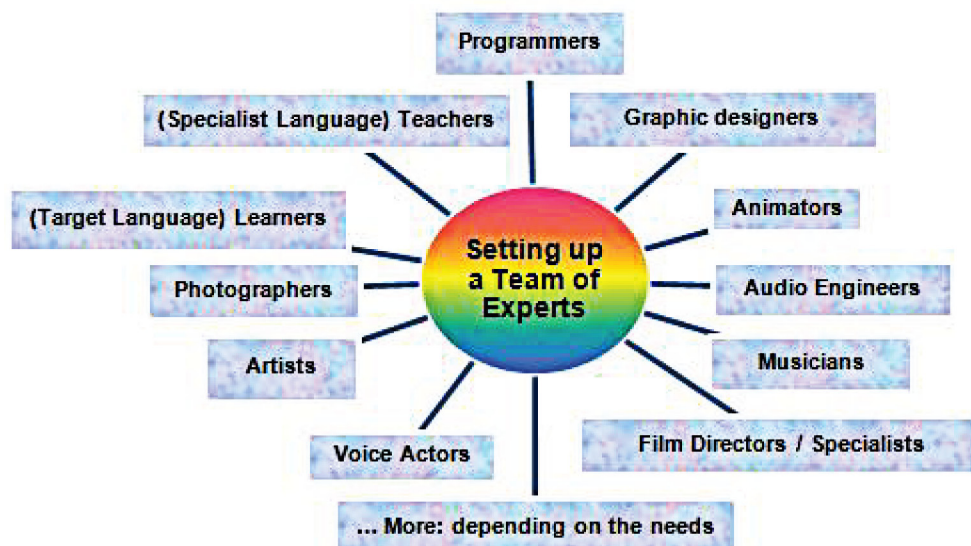 Programmers
(Specialist Language) Teachers
Graphic designers
(Target Language) Learners
Animators
Setting up
a Team of
Experts
Photographers
Audio Engineers
Artists
Musicians
Voice Actors
Film Directors / Specialists
... More: depending on the needs